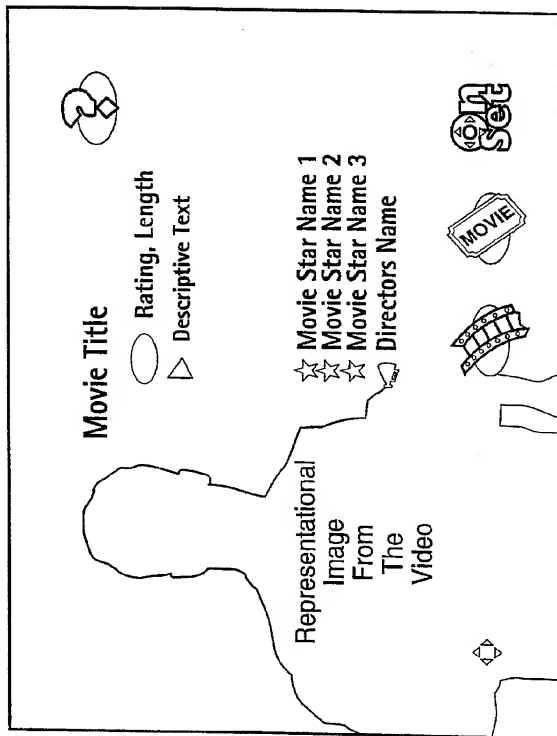 Movie Title
Rating, Length
Descriptive Text
Movie Star Name 1
Movie Star Name 2
Movie Star Name 3
Directors Name
Representational
Image
From
The
Video
MOVIE
on
set